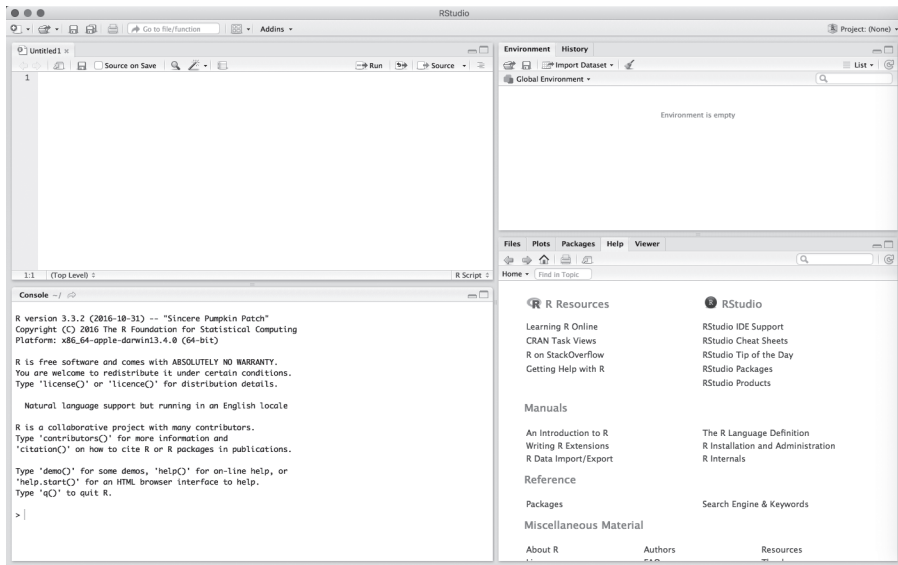 RStudio
Go to file/function
Addins
Project: (None)
Untitled1
Source on Save
Run
Source
1
1:1 (Top Level)
R Script
Console ~/
R version 3.3.2 (2016-10-31) -- "Sincere Pumpkin Patch"
Copyright (C) 2016 The R Foundation for Statistical Computing
Platform: x86_64-apple-darwin13.4.0 (64-bit)
R is free software and comes with ABSOLUTELY NO WARRANTY.
You are welcome to redistribute it under certain conditions.
Type 'license()' or 'licence()' for distribution details.
Natural language support but running in an English locale
R is a collaborative project with many contributors.
Type 'contributors()' for more information and
'citation()' on how to cite R or R packages in publications.
Type 'demo()' for some demos, 'help()' for on-line help, or
'help.start()' for an HTML browser interface to help.
Type 'q()' to quit R.
>
Environment History
Import Dataset
List
Global Environment
Environment is empty
Files Plots Packages Help Viewer
Home Find in Topic
R R Resources
R RStudio
Learning R Online
RStudio IDE Support
CRAN Task Views
RStudio Cheat Sheets
R on StackOverflow
RStudio Tip of the Day
Getting Help with R
RStudio Packages
RStudio Products
Manuals
An Introduction to R
The R Language Definition
Writing R Extensions
R Installation and Administration
R Data Import/Export
R Internals
Reference
Packages
Search Engine & Keywords
Miscellaneous Material
About R Authors Resources